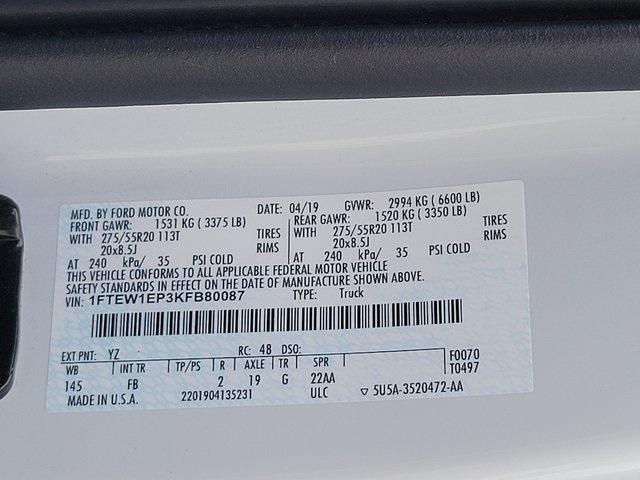 MFD. BY FORD MOTOR CO. DATE: 04/19 GVWR: 2994 KG (6600 LB)
FRONT GAWR: 1531 KG (3375 LB) REAR GAWR: 1520 KG (3350 LB)
WITH 275/55R20 113T TIRES WITH 275/55R20 113T TIRES
20x8.5J RIMS 20x8.5J RIMS
AT 240 kPa/ 35 PSI COLD AT 240 kPa/ 35 PSI COLD
THIS VEHICLE CONFORMS TO ALL APPLICABLE FEDERAL MOTOR VEHICLE
SAFETY STANDARDS IN EFFECT ON THE DATE OF MANUFACTURE SHOWN ABOVE.
VIN: 1FTEW1EP3KFB80087 TYPE: Truck
EXT PNT: YZ RC: 48 DSO: F0070
WB INT TR TP/PS R AXLE TR SPR T0497
145 FB 2 19 G 22AA
MADE IN U.S.A. 2201904135231 ULC ▽ 5U5A-3520472-AA